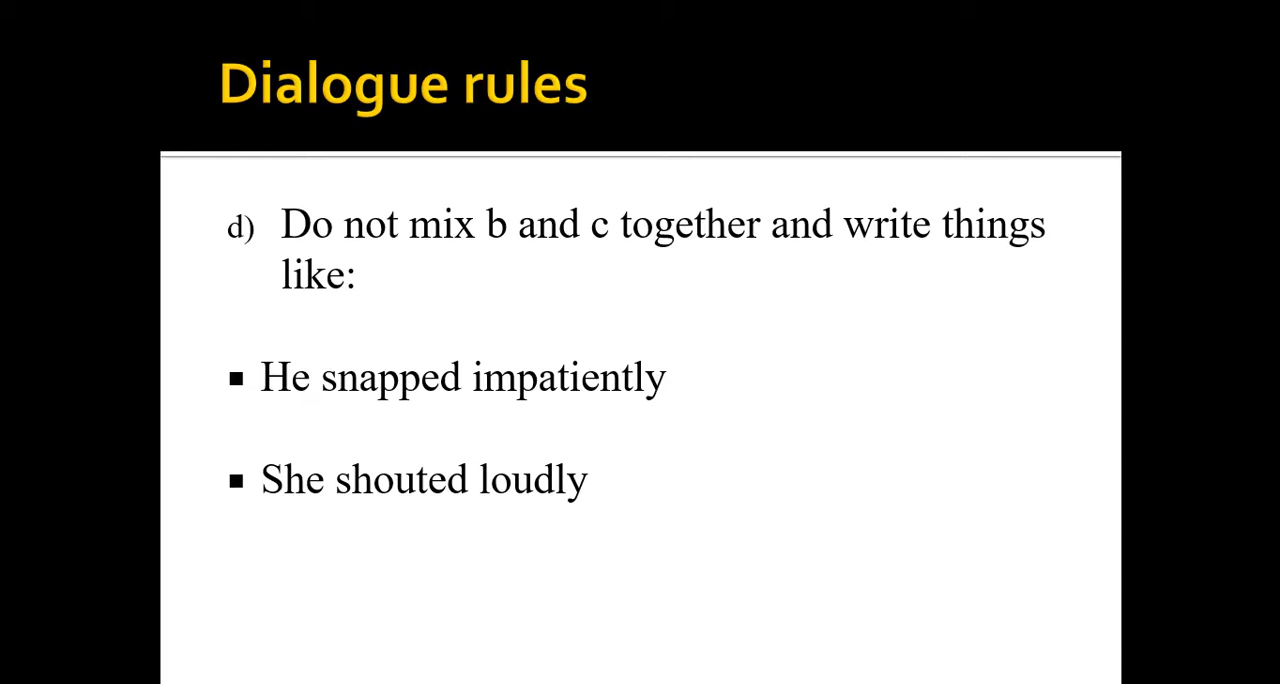 Dialogue rules
d) Do not mix b and c together and write things
like:
▪ He snapped impatiently
▪ She shouted loudly